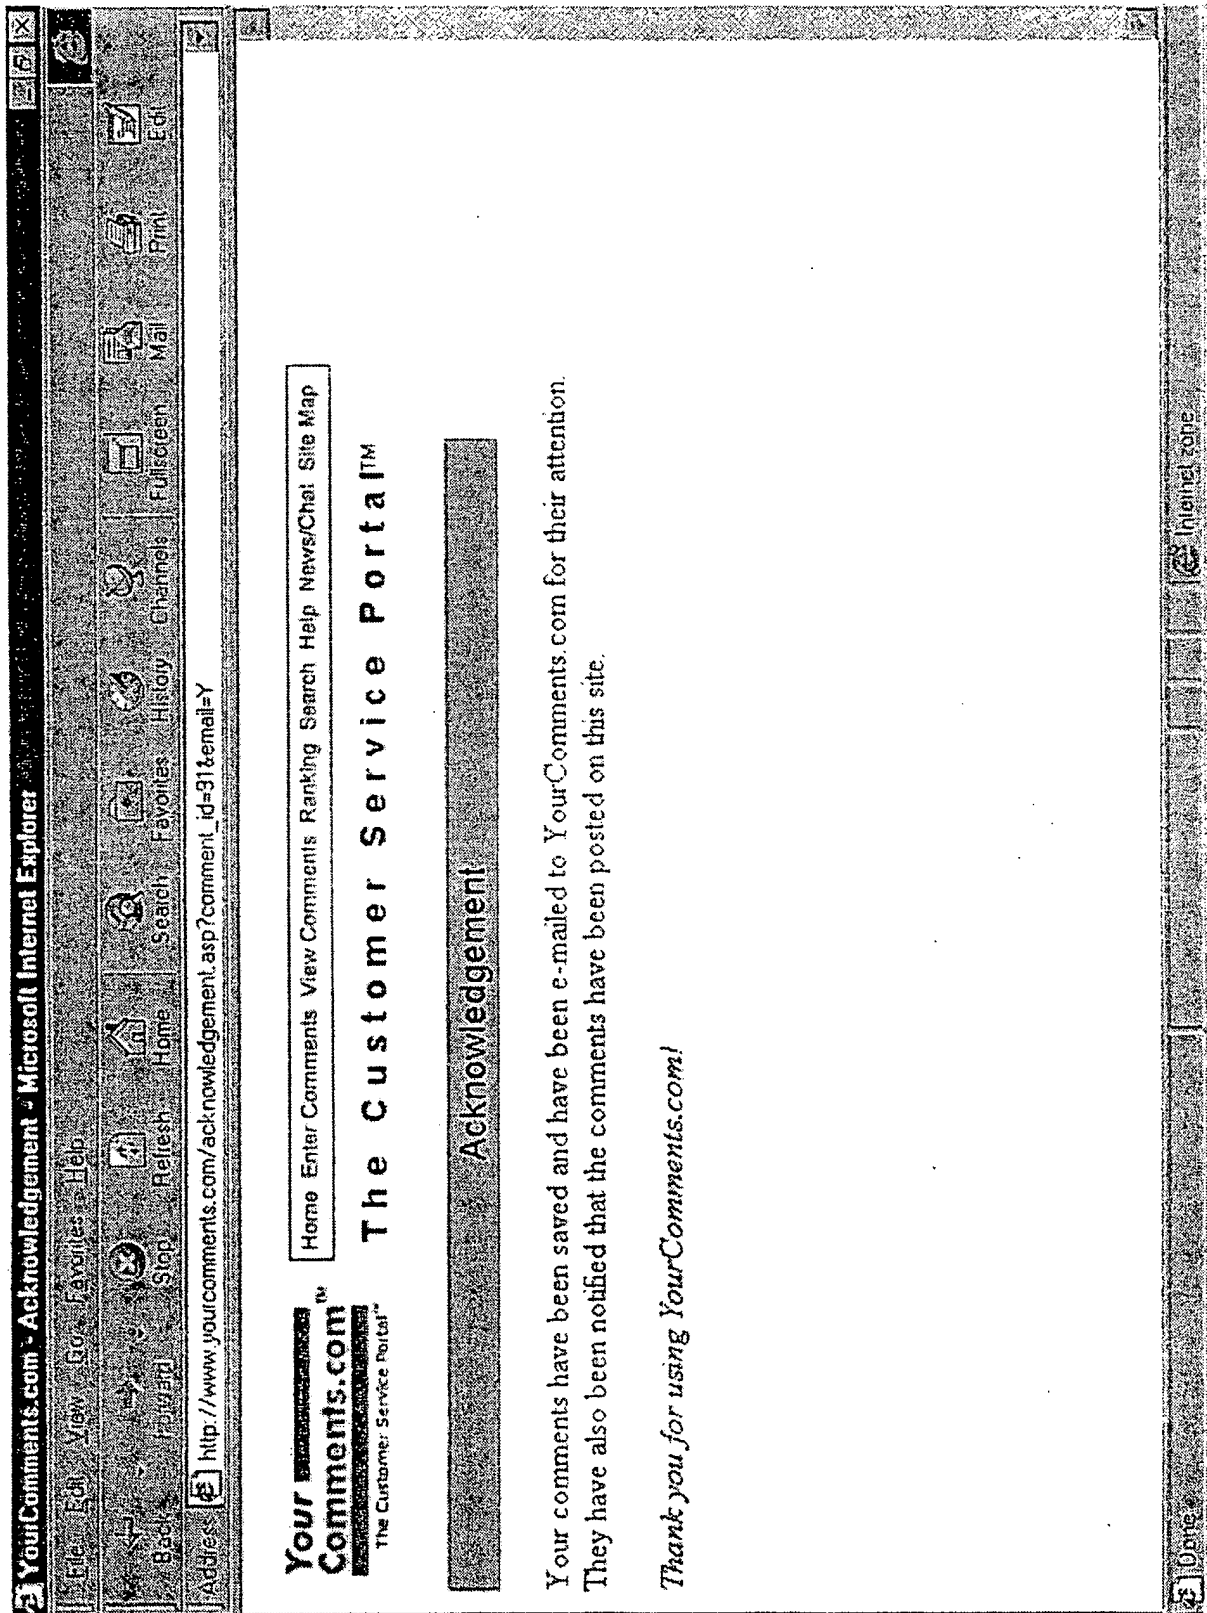 YourComments.com - Acknowledgement - Microsoft Internet Explorer
File Edit View Go Favorites Help
Back Forward Stop Refresh Home Search Favorites History Channels Fullscreen Mail Print Edit
Address http://www.yourcomments.com/acknowledgement.asp?comment_id=91&email=Y
Your
Comments.com™
The Customer Service Portal™
Home Enter Comments View Comments Ranking Search Help News/Chat Site Map
The Customer Service Portal™
Acknowledgement
Your comments have been saved and have been e-mailed to YourComments.com for their attention.
They have also been notified that the comments have been posted on this site.
Thank you for using YourComments.com!
Done
Internet zone